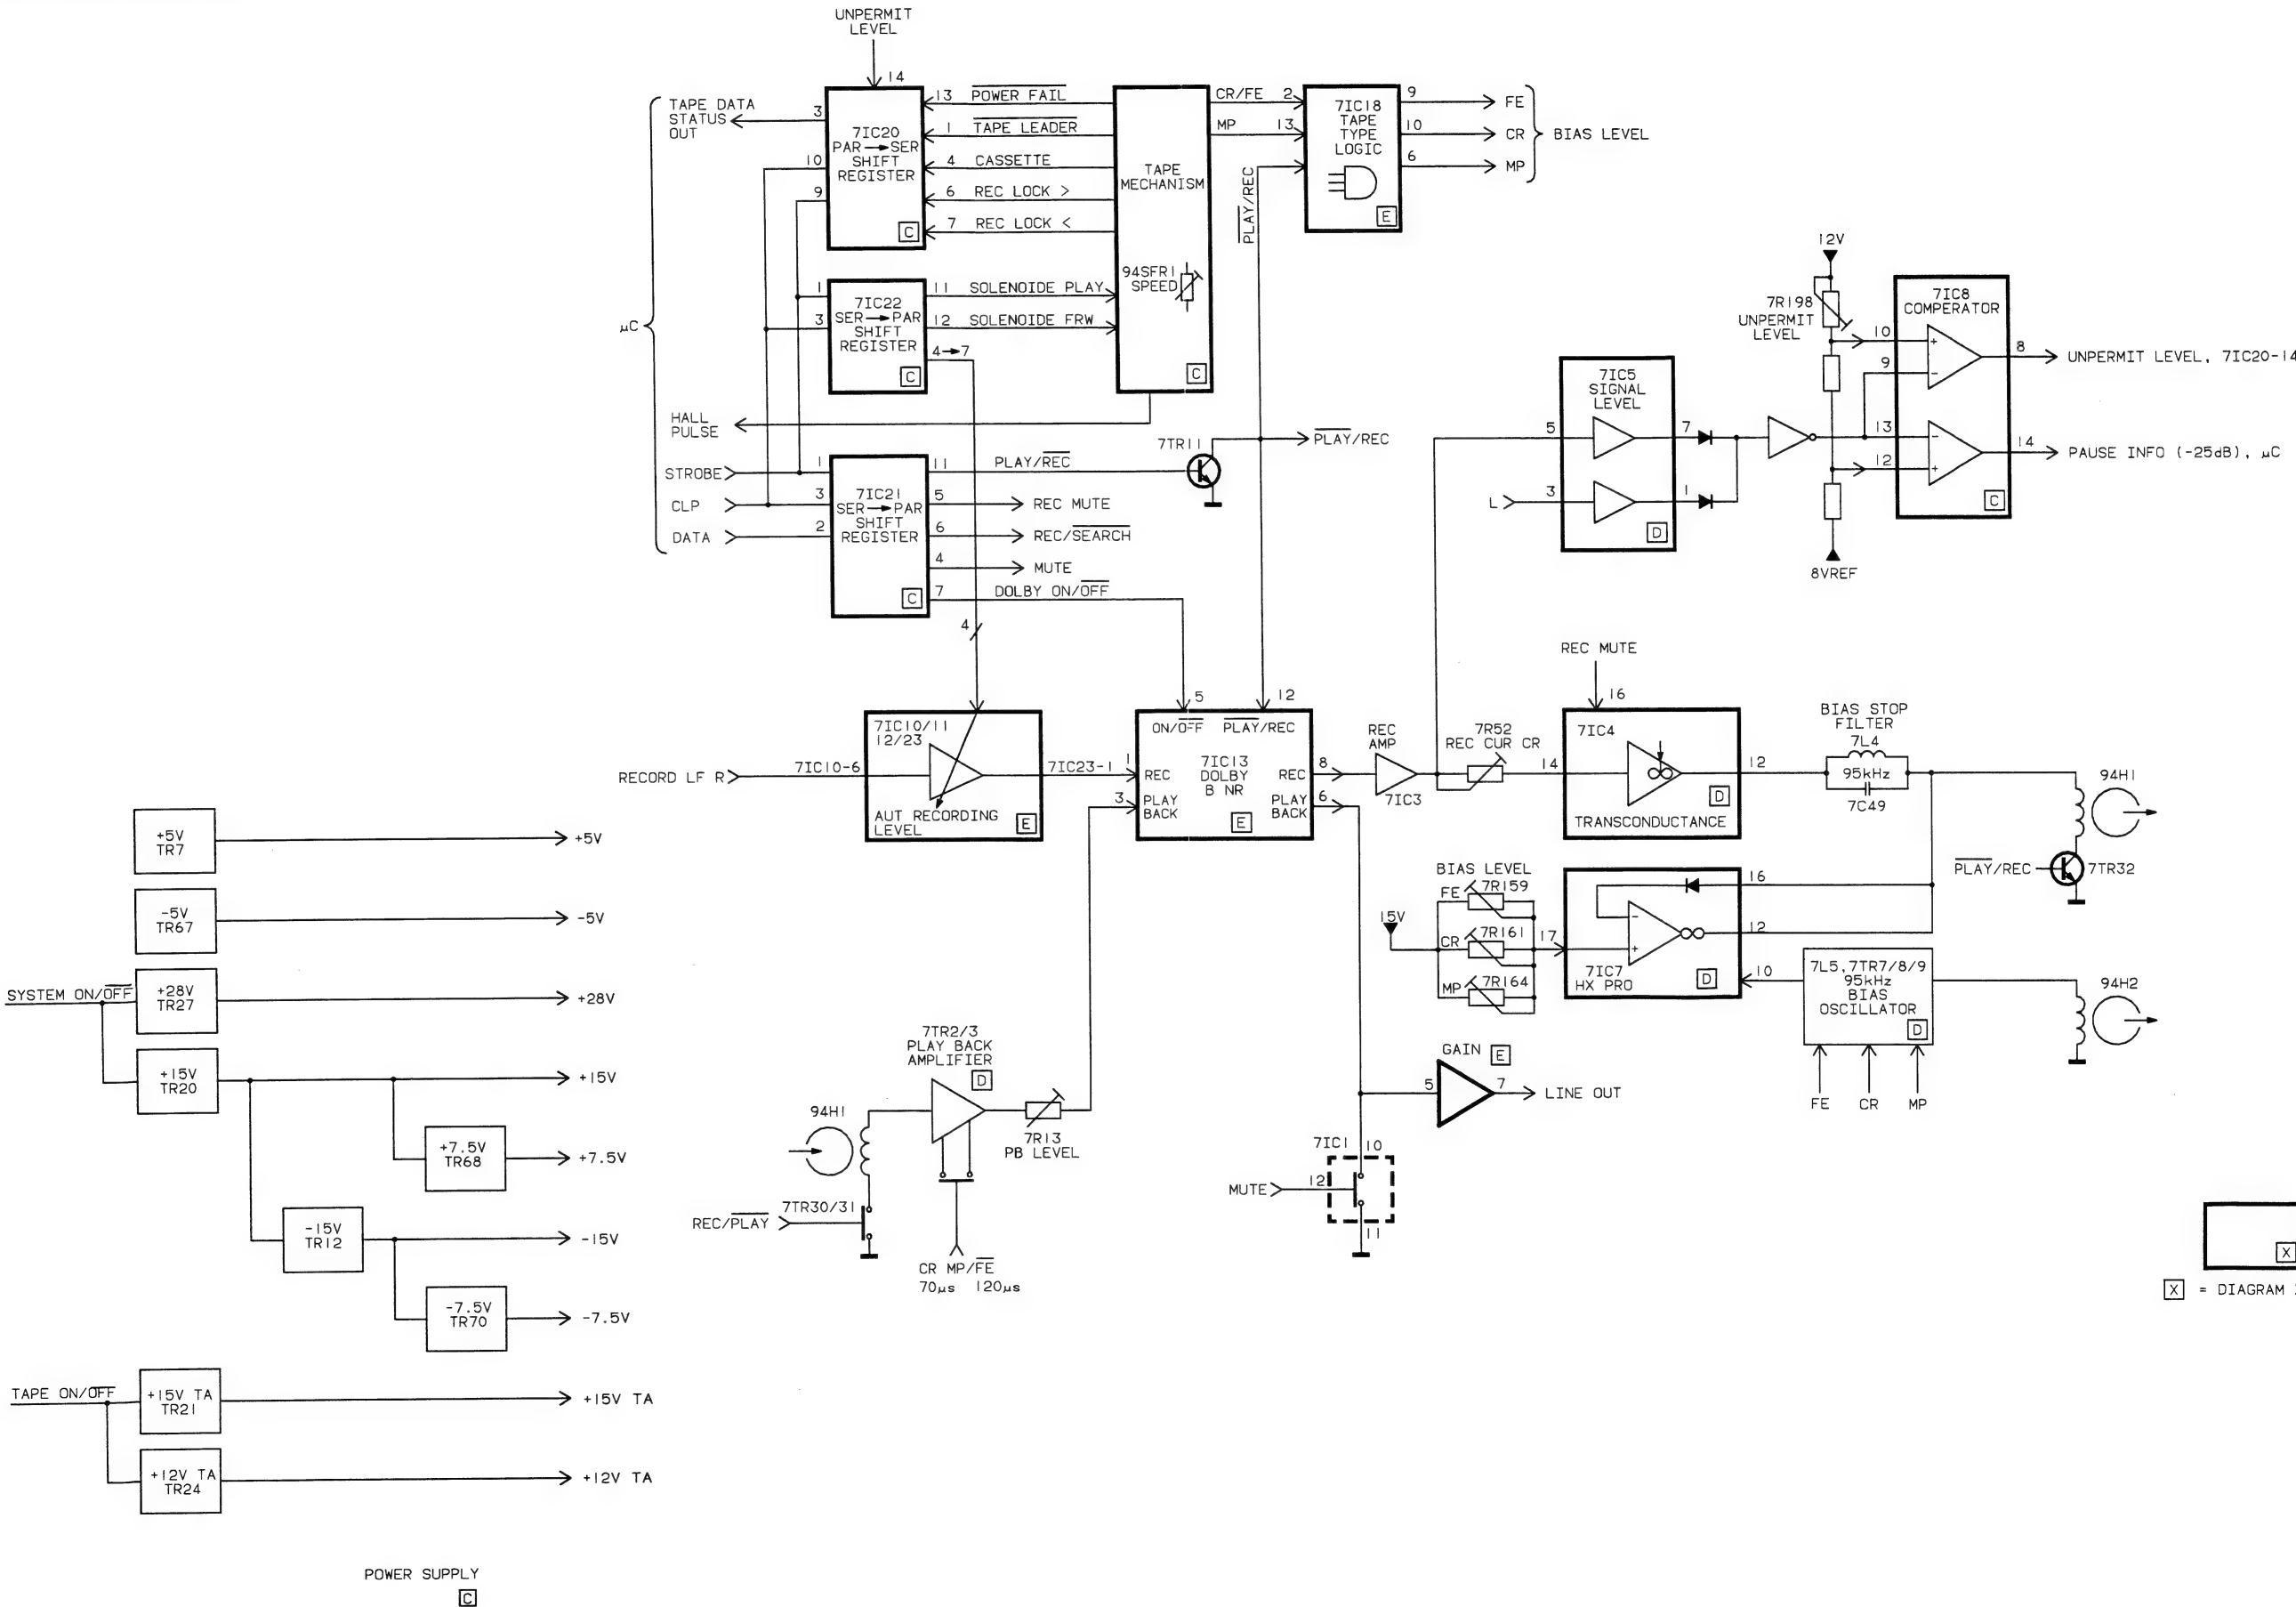 UNPERMIT
LEVEL
14
TAPE DATA
STATUS
OUT
3
10
9
7IC20
PAR → SER
SHIFT
REGISTER
C
13 POWER FAIL
1 TAPE LEADER
4 CASSETTE
6 REC LOCK >
7 REC LOCK <
TAPE
MECHANISM
94SFR1
SPEED
C
CR/FE 2
MP 13
PLAY/REC
7IC18
TAPE
TYPE
LOGIC
E
9 FE
10 CR
6 MP
BIAS LEVEL
µC
1
3
7IC22
SER → PAR
SHIFT
REGISTER
C
11 SOLENOIDE PLAY
12 SOLENOIDE FRW
4 → 7
HALL
PULSE
STROBE
CLP
DATA
1
3
2
7IC21
SER → PAR
SHIFT
REGISTER
C
11 PLAY/REC
5 REC MUTE
6 REC/SEARCH
4 MUTE
7 DOLBY ON/OFF
7TR11
PLAY/REC
4
12V
7R198
UNPERMIT
LEVEL
8VREF
7IC5
SIGNAL
LEVEL
D
5
L 3
7
1
7IC8
COMPERATOR
C
10
9
13
12
8
UNPERMIT LEVEL, 7IC20-14
14
PAUSE INFO (-25dB), µC
RECORD LF R
7IC10-6
7IC10/11
12/23
AUT RECORDING
LEVEL
E
7IC23-1
1
3
5
12
ON/OFF PLAY/REC
7IC13
DOLBY
B NR
REC
PLAY
BACK
REC
PLAY
BACK
E
8
6
REC
AMP
7IC3
7R52
REC CUR CR
14
REC MUTE
16
7IC4
D
TRANSCONDUCTANCE
12
BIAS STOP
FILTER
7L4
95kHz
7C49
94H1
PLAY/REC
7TR32
BIAS LEVEL
15V
FE 7R159
CR 7R161
MP 7R164
17
7IC7
HX PRO
D
16
12
10
7L5,7TR7/8/9
95kHz
BIAS
OSCILLATOR
D
FE CR MP
94H2
+5V
TR7
+5V
-5V
TR67
-5V
SYSTEM ON/OFF
+28V
TR27
+28V
+15V
TR20
+15V
+7.5V
TR68
+7.5V
-15V
TR12
-15V
-7.5V
TR70
-7.5V
TAPE ON/OFF
+15V TA
TR21
+15V TA
+12V TA
TR24
+12V TA
POWER SUPPLY
C
7TR2/3
PLAY BACK
AMPLIFIER
D
94H1
7R13
PB LEVEL
REC/PLAY
7TR30/31
CR MP/FE
70µs 120µs
GAIN E
5
7
LINE OUT
7IC1
10
MUTE
12
11
X
X = DIAGRAM